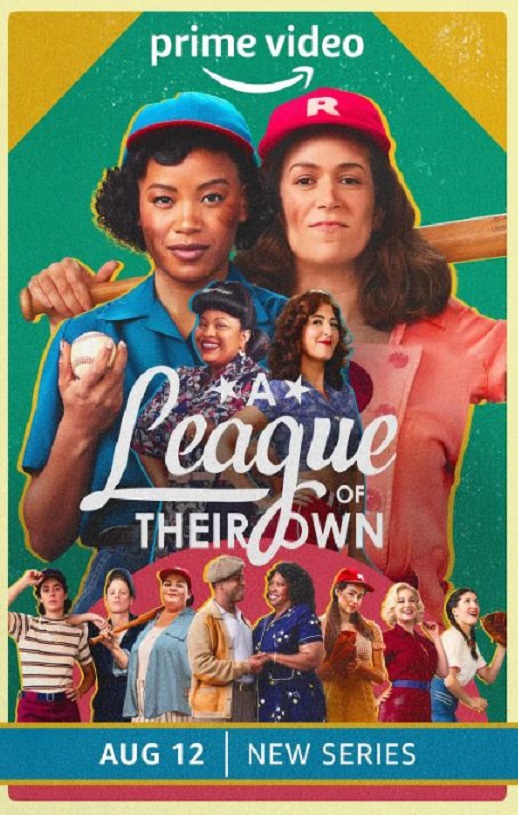 prime video
R
A
League
OF
THEIR OWN
AUG 12 | NEW SERIES